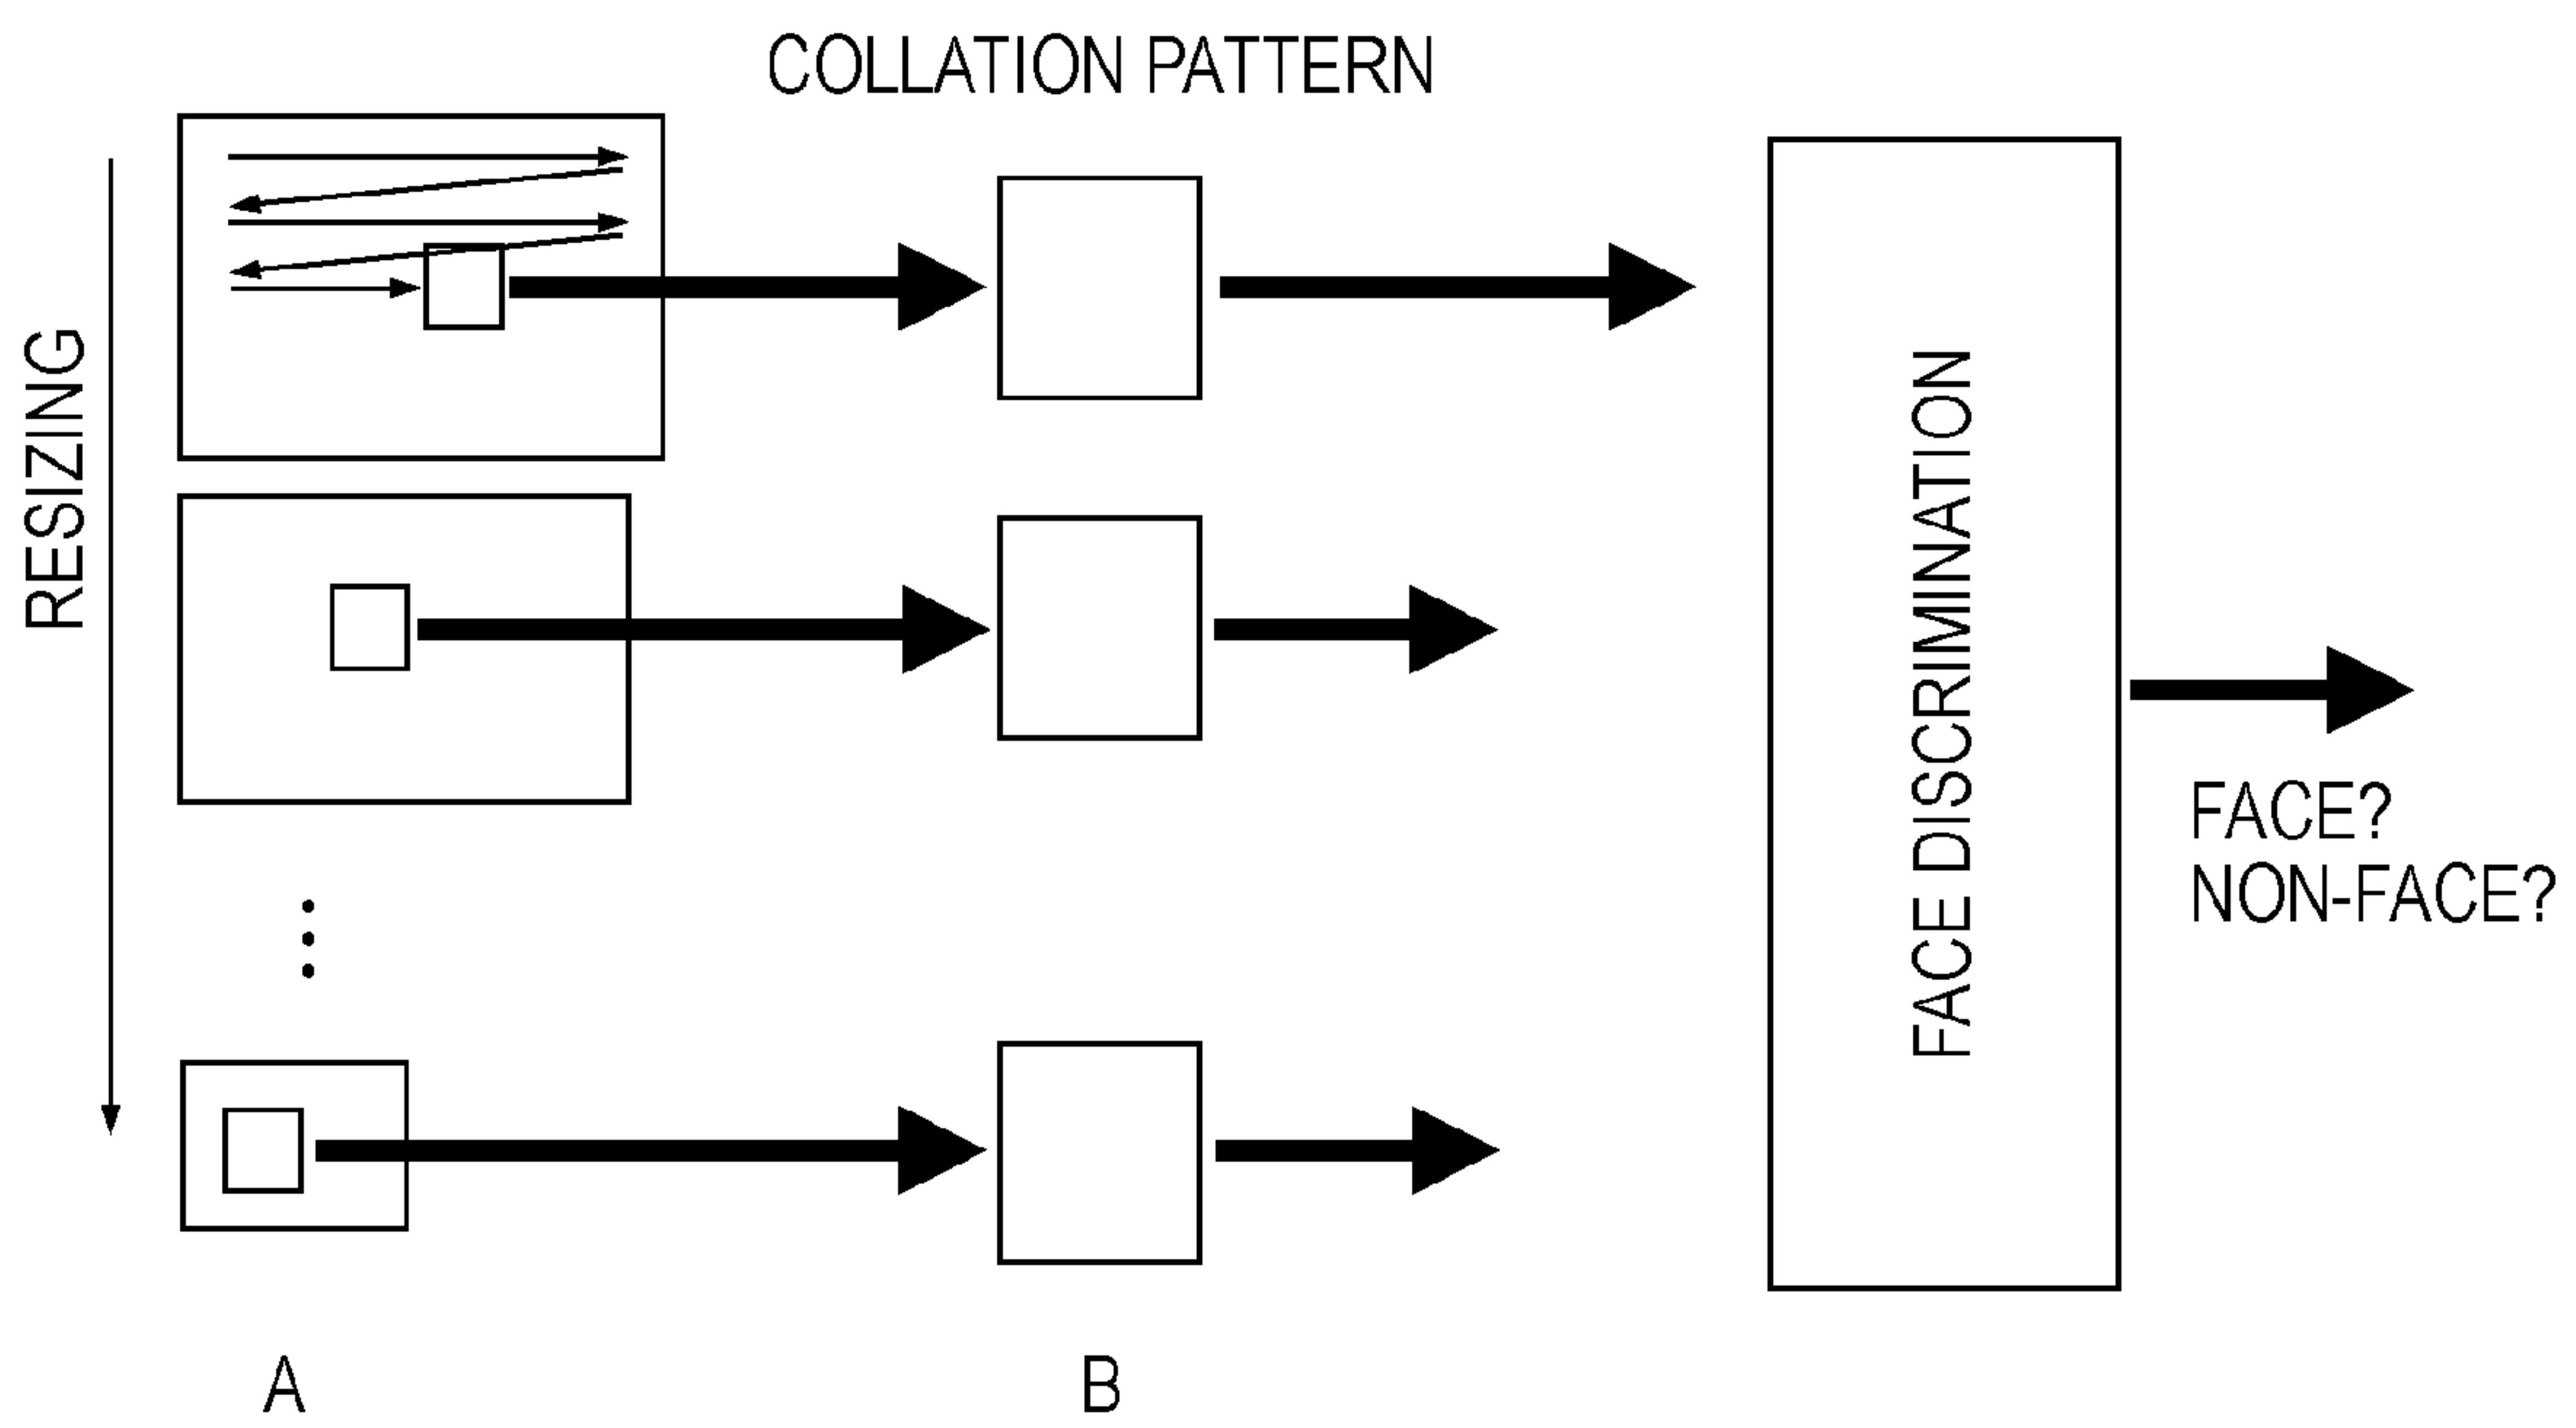 COLLATION PATTERN
RESIZING
FACE DISCRIMINATION
FACE?
NON-FACE?
A
B